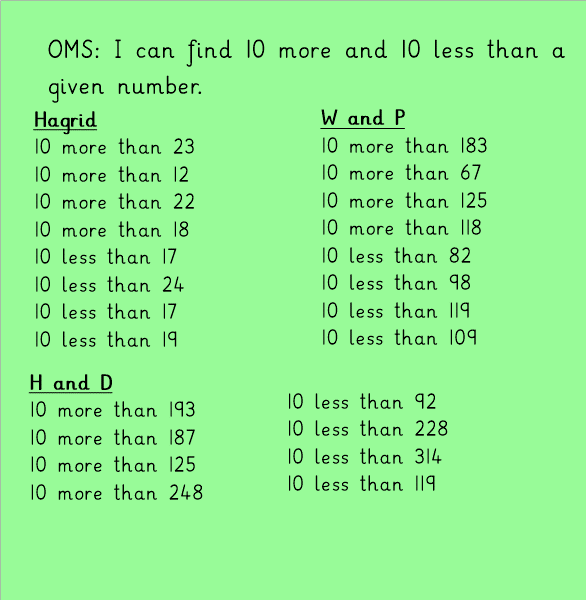 OMS: I can find 10 more and 10 less than a
given number.
Hagrid
10 more than 23
10 more than 12
10 more than 22
10 more than 18
10 less than 17
10 less than 24
10 less than 17
10 less than 19
W and P
10 more than 183
10 more than 67
10 more than 125
10 more than 118
10 less than 82
10 less than 98
10 less than 119
10 less than 109
H and D
10 more than 193
10 more than 187
10 more than 125
10 more than 248
10 less than 92
10 less than 228
10 less than 314
10 less than 119